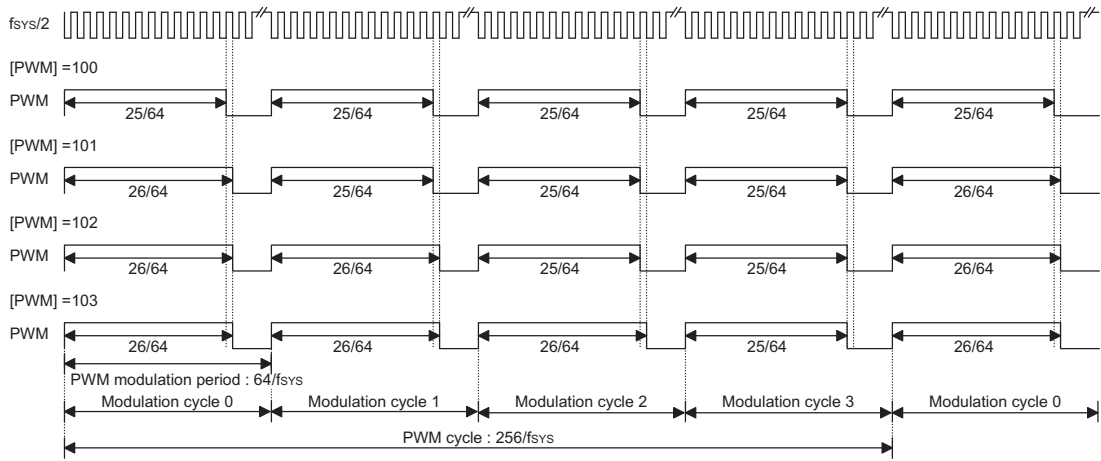 fSYS/2
[PWM] =100
PWM
25/64 25/64 25/64 25/64 25/64
[PWM] =101
PWM
26/64 25/64 25/64 25/64 26/64
[PWM] =102
PWM
26/64 26/64 25/64 25/64 26/64
[PWM] =103
PWM
26/64 26/64 26/64 25/64 26/64
PWM modulation period : 64/fSYS
Modulation cycle 0 Modulation cycle 1 Modulation cycle 2 Modulation cycle 3 Modulation cycle 0
PWM cycle : 256/fSYS